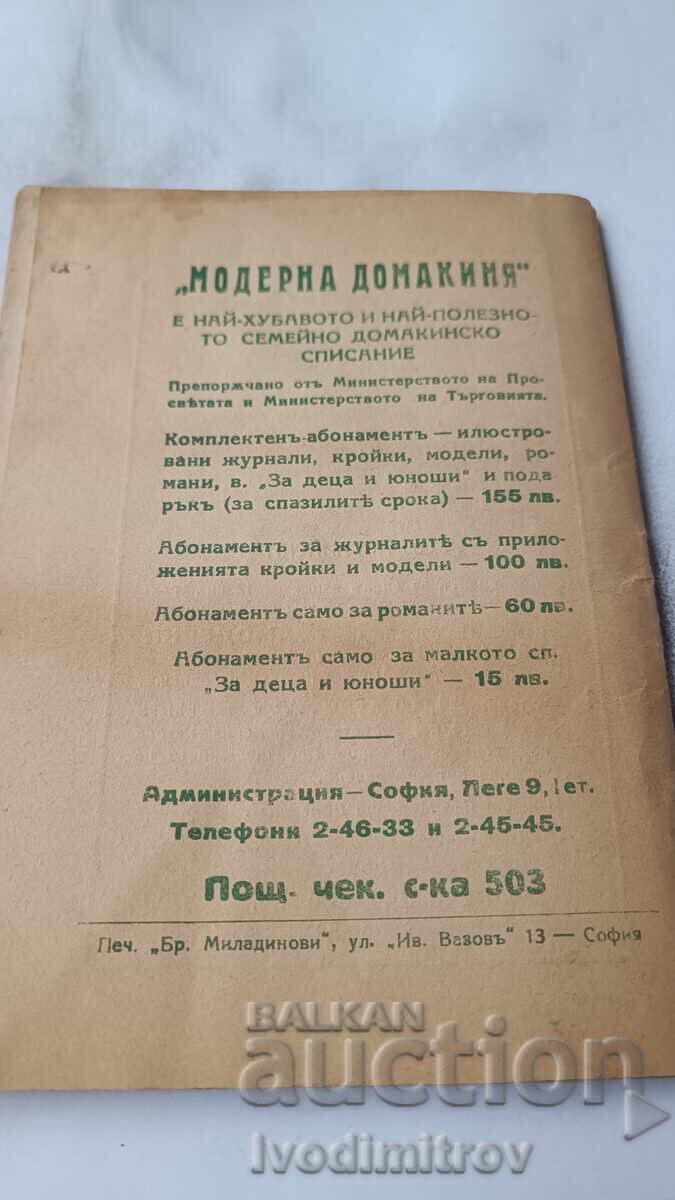 „МОДЕРНА ДОМАКИНЯ"
Е НАЙ-ХУБАВОТО И НАЙ-ПОЛЕЗНО-
ТО СЕМЕЙНО ДОМАКИНСКО
СПИСАНИЕ
Препорѫчано отъ Министерството на Про-
свѣтата и Министерството на Търговията.
Комплектенъ-абонаментъ — илюстро-
вани журнали, кройки, модели, ро-
мани, в. „За деца и юноши" и пода
ръкъ (за спазилитѣ срока) — 155 лв.
Абонаментъ за журналитѣ съ прило-
женията кройки и модели — 100 лв.
Абонаментъ само за романитѣ — 60 лв.
Абонаментъ само за малкото сп.
„За деца и юноши" — 15 лв.
Администрация — София, Леге 9, I ет.
Телефони 2-46-33 и 2-45-45.
Пощ. чек. с-ка 503
Печ. „Бр. Миладинови", ул. „Ив. Вазовъ" 13 — София
BALKAN
auction
Ivodimitrov